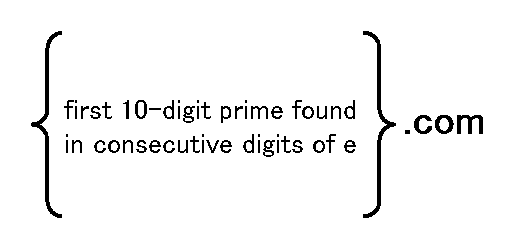 first 10-digit prime found
in consecutive digits of e
.com